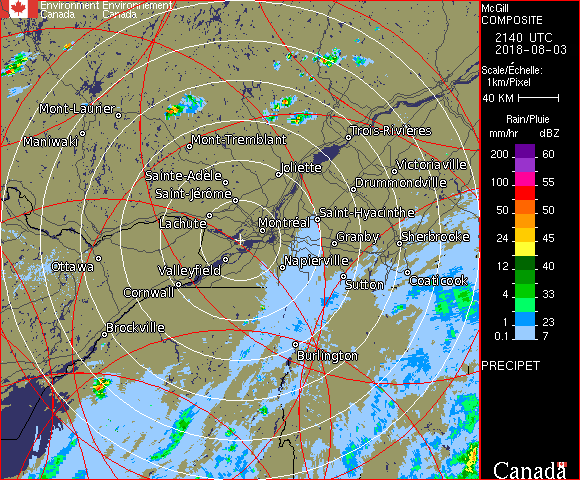 Environment Environnement
Canada Canada
McGill
COMPOSITE
2140 UTC
2018-08-03
Scale/Échelle:
1km/Pixel
40 KM
Rain/Pluie
mm/hr dBZ
200 60
150 57
100 55
50 50
24 45
12 40
4 33
1 23
0.1 7
PRECIPET
Canada
Mont-Laurier
Maniwaki
Mont-Tremblant
Trois-Rivières
Sainte-Adèle
Joliette
Victoriaville
Saint-Jérôme
Drummondville
Lachute
Montréal
Saint-Hyacinthe
Granby
Sherbrooke
Ottawa
Valleyfield
Napierville
Cornwall
Sutton
Coaticook
Brockville
Burlington